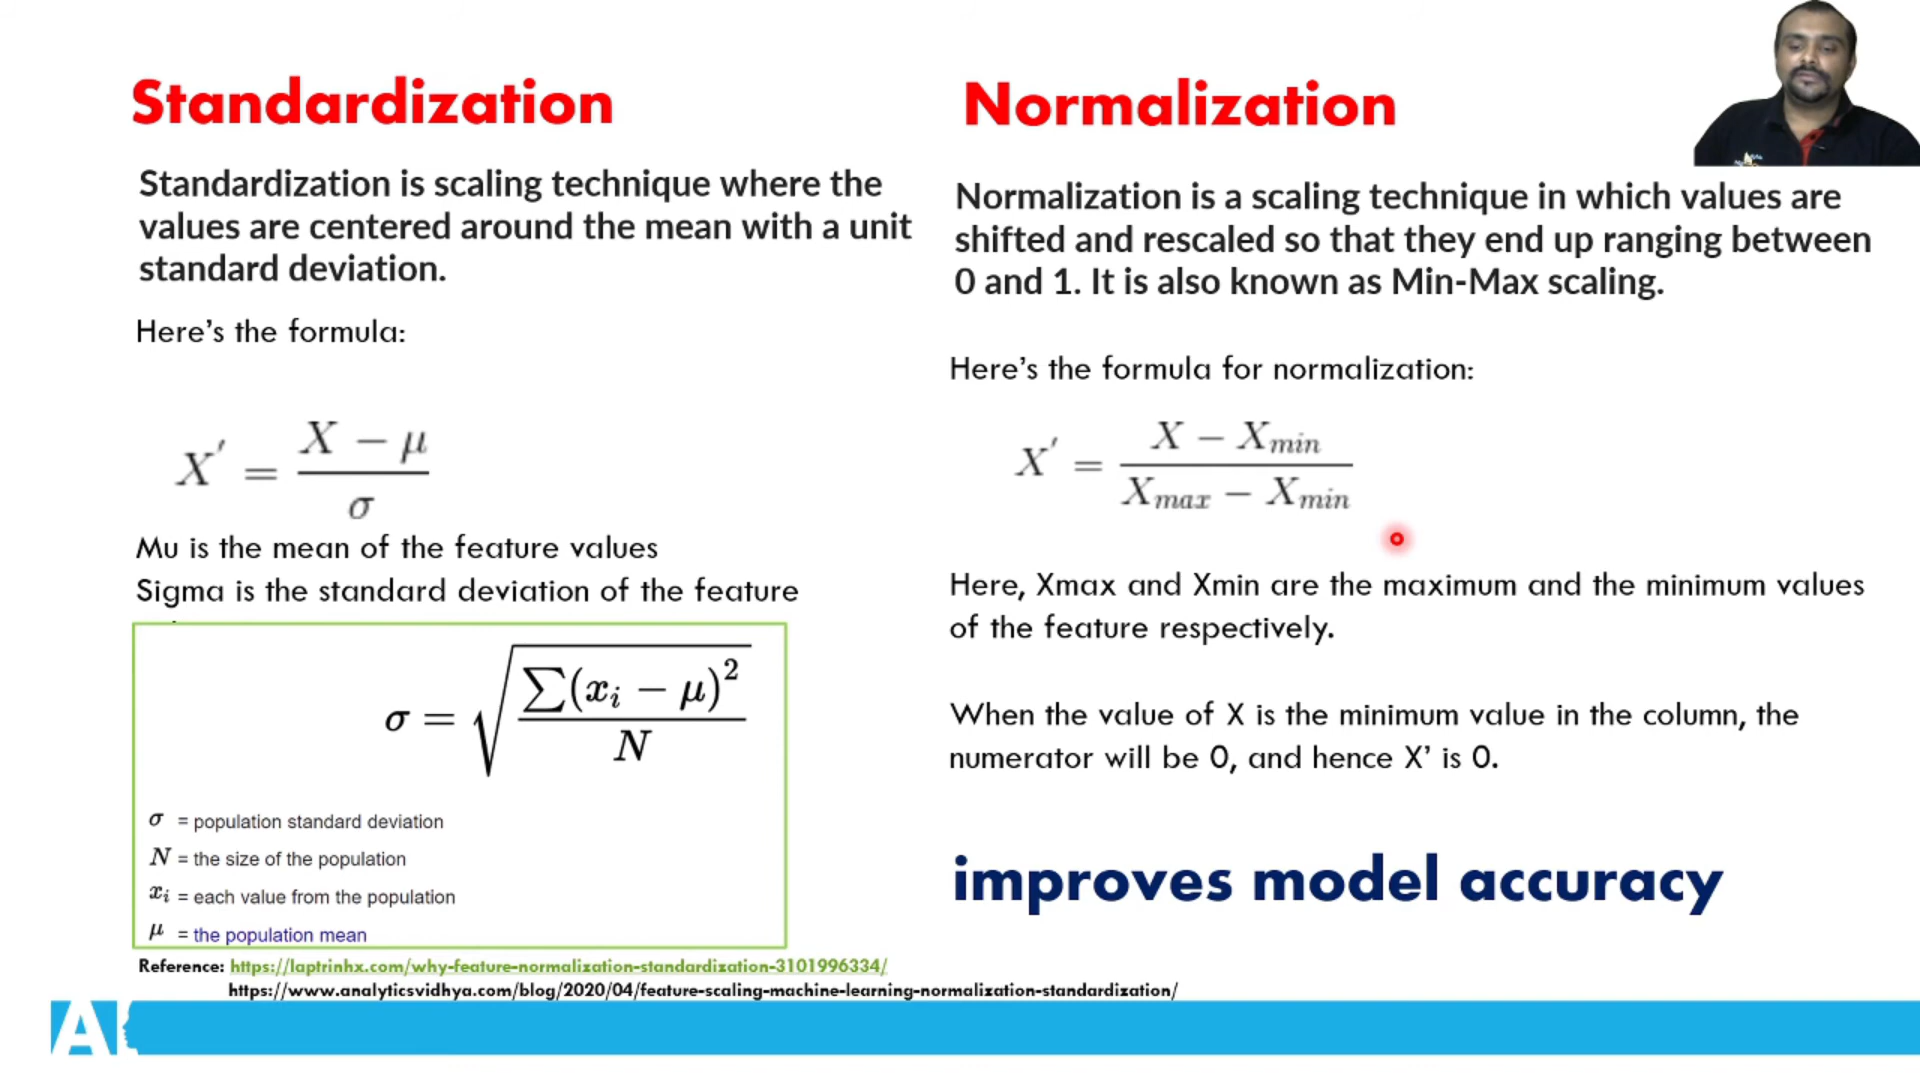 Standardization
Standardization is scaling technique where the
values are centered around the mean with a unit
standard deviation.
Here's the formula:
X' = (X − μ) / σ
Mu is the mean of the feature values
Sigma is the standard deviation of the feature
σ = √(∑(xᵢ − μ)² / N)
σ = population standard deviation
N = the size of the population
xᵢ = each value from the population
μ = the population mean
Normalization
Normalization is a scaling technique in which values are
shifted and rescaled so that they end up ranging between
0 and 1. It is also known as Min-Max scaling.
Here's the formula for normalization:
X' = (X − Xmin) / (Xmax − Xmin)
Here, Xmax and Xmin are the maximum and the minimum values
of the feature respectively.
When the value of X is the minimum value in the column, the
numerator will be 0, and hence X' is 0.
improves model accuracy
Reference: https://laptrinhx.com/why-feature-normalization-standardization-3101996334/
https://www.analyticsvidhya.com/blog/2020/04/feature-scaling-machine-learning-normalization-standardization/